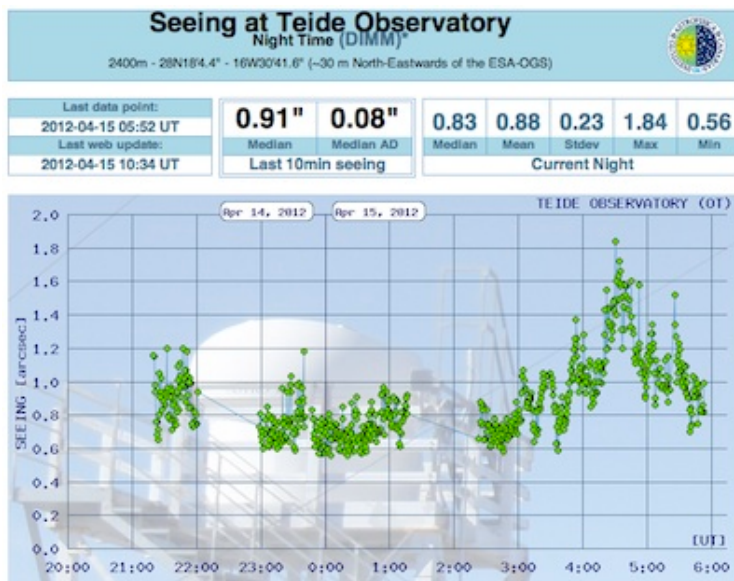 Seeing at Teide Observatory
Night Time (DIMM)*
2400m - 28N18'4.4" - 16W30'41.6" (~30 m North-Eastwards of the ESA-OGS)
Last data point:
2012-04-15 05:52 UT
Last web update:
2012-04-15 10:34 UT
0.91" 0.08"
Median Median AD
Last 10min seeing
0.83 0.88 0.23 1.84 0.56
Median Mean Stdev Max Min
Current Night
TEIDE OBSERVATORY (OT)
Apr 14, 2012 Apr 15, 2012
SEEING [arcsec]
2.0
1.8
1.6
1.4
1.2
1.0
0.8
0.6
0.4
0.2
0.0
[UT]
20:00 21:00 22:00 23:00 0:00 1:00 2:00 3:00 4:00 5:00 6:00